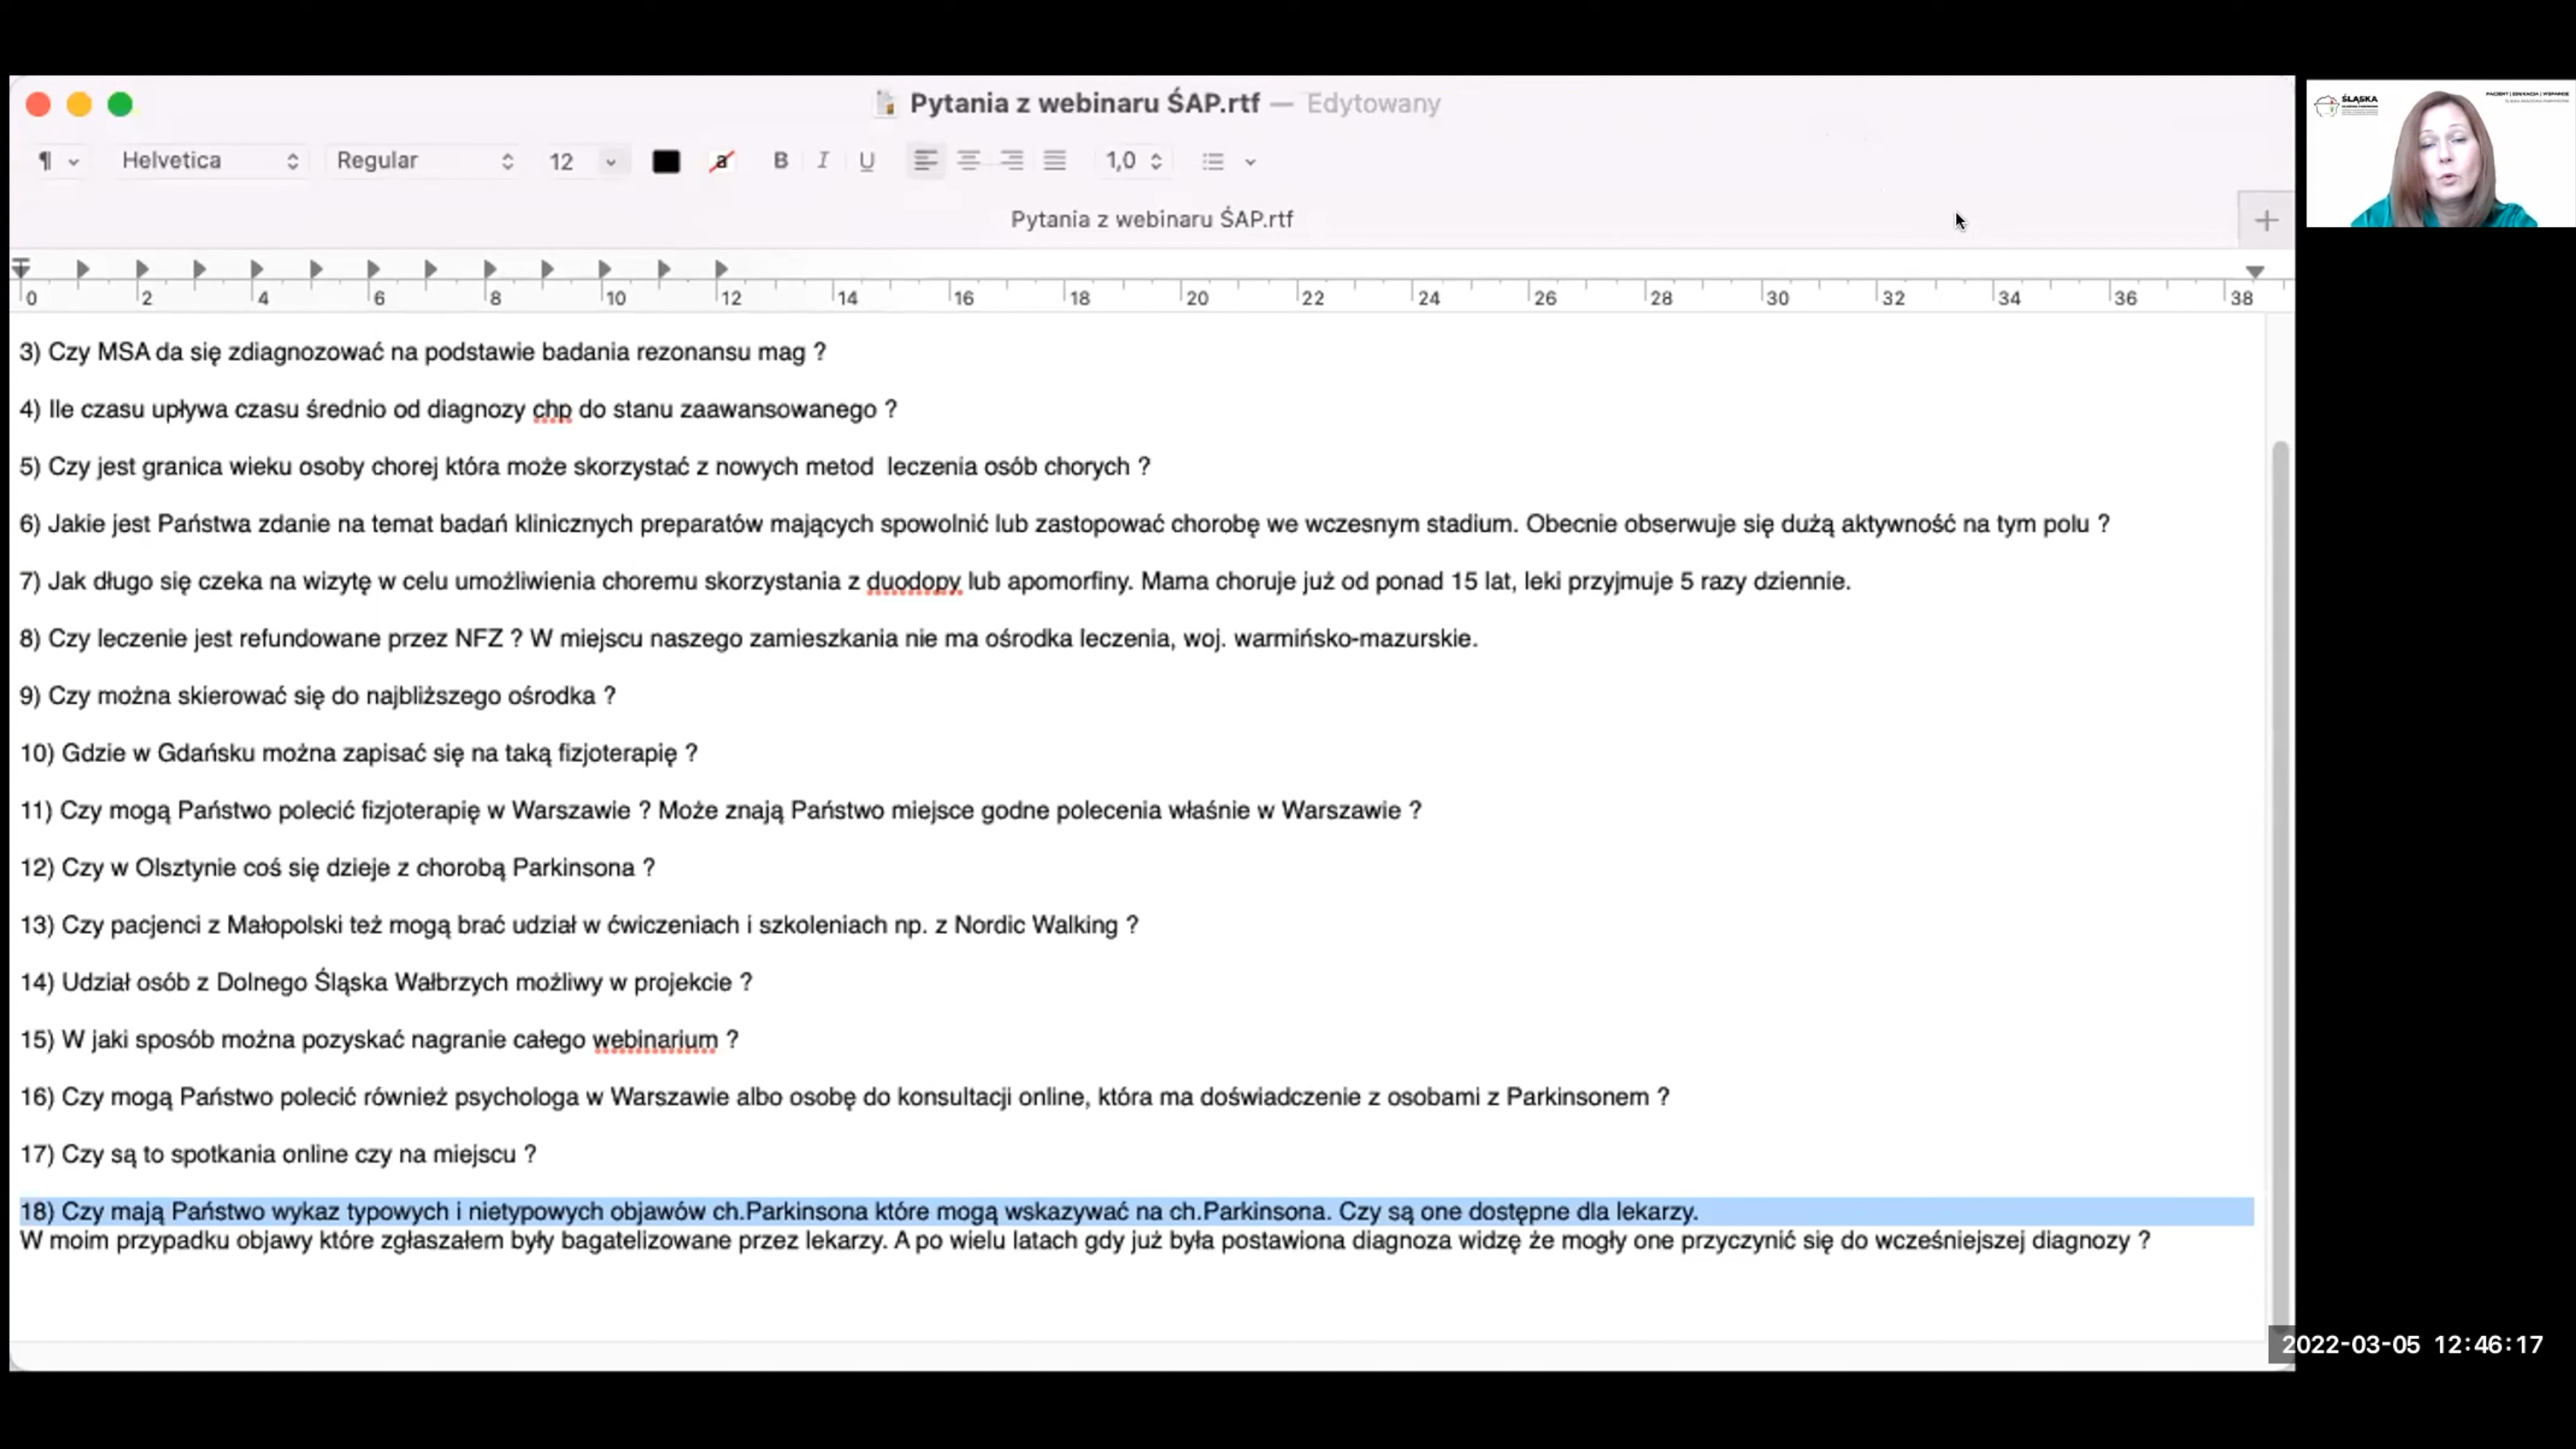 Pytania z webinaru ŚAP.rtf — Edytowany
¶ Helvetica Regular 12 a B I U 1,0
Pytania z webinaru ŚAP.rtf
0 2 4 6 8 10 12 14 16 18 20 22 24 26 28 30 32 34 36 38
3) Czy MSA da się zdiagnozować na podstawie badania rezonansu mag ?
4) Ile czasu upływa czasu średnio od diagnozy chp do stanu zaawansowanego ?
5) Czy jest granica wieku osoby chorej która może skorzystać z nowych metod  leczenia osób chorych ?
6) Jakie jest Państwa zdanie na temat badań klinicznych preparatów mających spowolnić lub zastopować chorobę we wczesnym stadium. Obecnie obserwuje się dużą aktywność na tym polu ?
7) Jak długo się czeka na wizytę w celu umożliwienia choremu skorzystania z duodopy lub apomorfiny. Mama choruje już od ponad 15 lat, leki przyjmuje 5 razy dziennie.
8) Czy leczenie jest refundowane przez NFZ ? W miejscu naszego zamieszkania nie ma ośrodka leczenia, woj. warmińsko-mazurskie.
9) Czy można skierować się do najbliższego ośrodka ?
10) Gdzie w Gdańsku można zapisać się na taką fizjoterapię ?
11) Czy mogą Państwo polecić fizjoterapię w Warszawie ? Może znają Państwo miejsce godne polecenia właśnie w Warszawie ?
12) Czy w Olsztynie coś się dzieje z chorobą Parkinsona ?
13) Czy pacjenci z Małopolski też mogą brać udział w ćwiczeniach i szkoleniach np. z Nordic Walking ?
14) Udział osób z Dolnego Śląska Wałbrzych możliwy w projekcie ?
15) W jaki sposób można pozyskać nagranie całego webinarium ?
16) Czy mogą Państwo polecić również psychologa w Warszawie albo osobę do konsultacji online, która ma doświadczenie z osobami z Parkinsonem ?
17) Czy są to spotkania online czy na miejscu ?
18) Czy mają Państwo wykaz typowych i nietypowych objawów ch.Parkinsona które mogą wskazywać na ch.Parkinsona. Czy są one dostępne dla lekarzy.
W moim przypadku objawy które zgłaszałem były bagatelizowane przez lekarzy. A po wielu latach gdy już była postawiona diagnoza widzę że mogły one przyczynić się do wcześniejszej diagnozy ?
ŚLĄSKA
PACJENT | EDUKACJA | WSPARCIE
2022-03-05 12:46:17